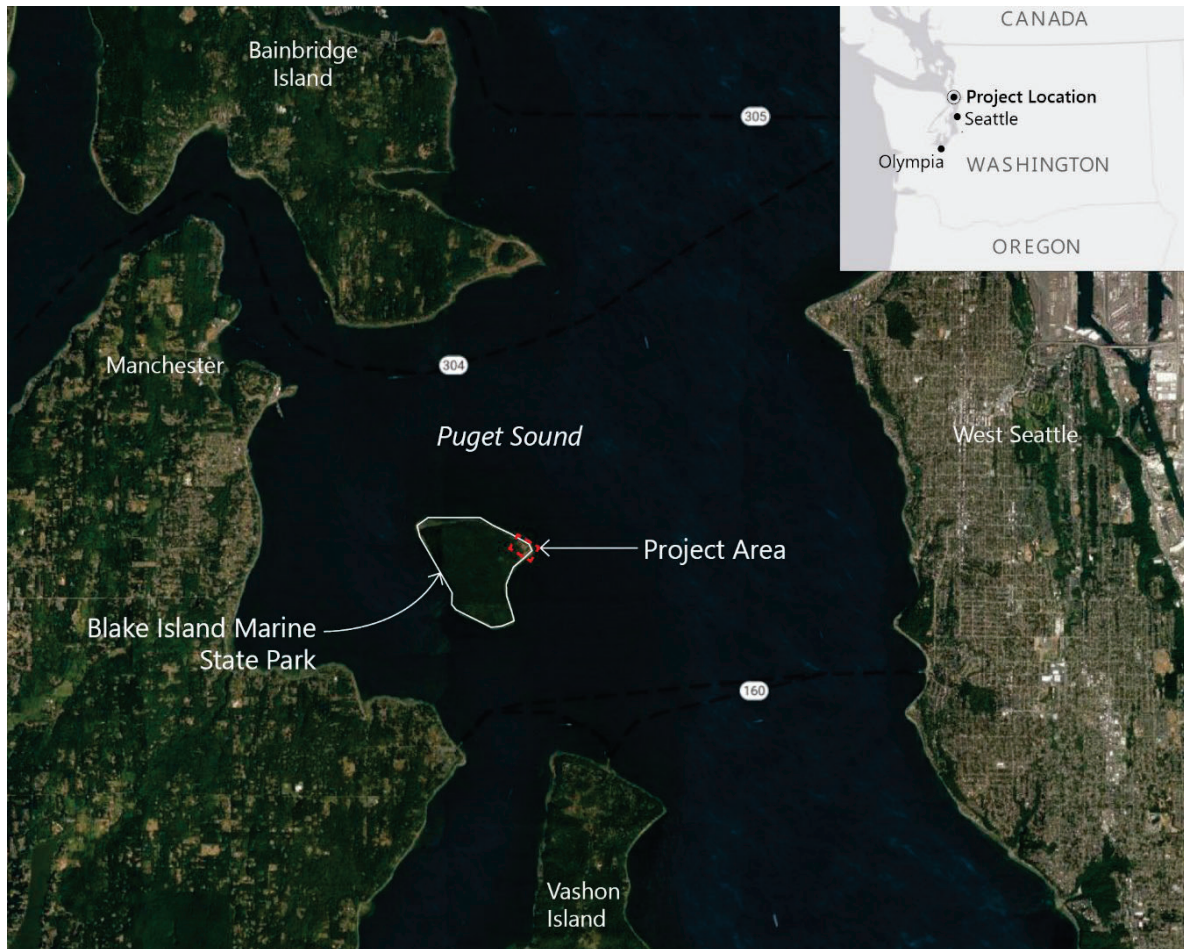 Bainbridge
Island
CANADA
Project Location
Seattle
Olympia
WASHINGTON
OREGON
305
Manchester
304
Puget Sound
West Seattle
Project Area
Blake Island Marine
State Park
160
Vashon
Island